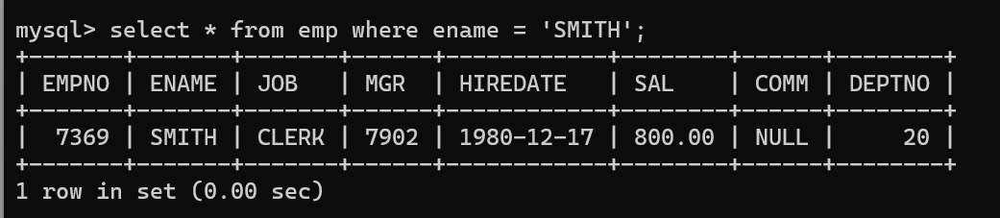 mysql> select * from emp where ename = 'SMITH';
+-------+-------+-------+------+------------+--------+------+--------+
| EMPNO | ENAME | JOB   | MGR  | HIREDATE   | SAL    | COMM | DEPTNO |
+-------+-------+-------+------+------------+--------+------+--------+
|  7369 | SMITH | CLERK | 7902 | 1980-12-17 | 800.00 | NULL |     20 |
+-------+-------+-------+------+------------+--------+------+--------+
1 row in set (0.00 sec)